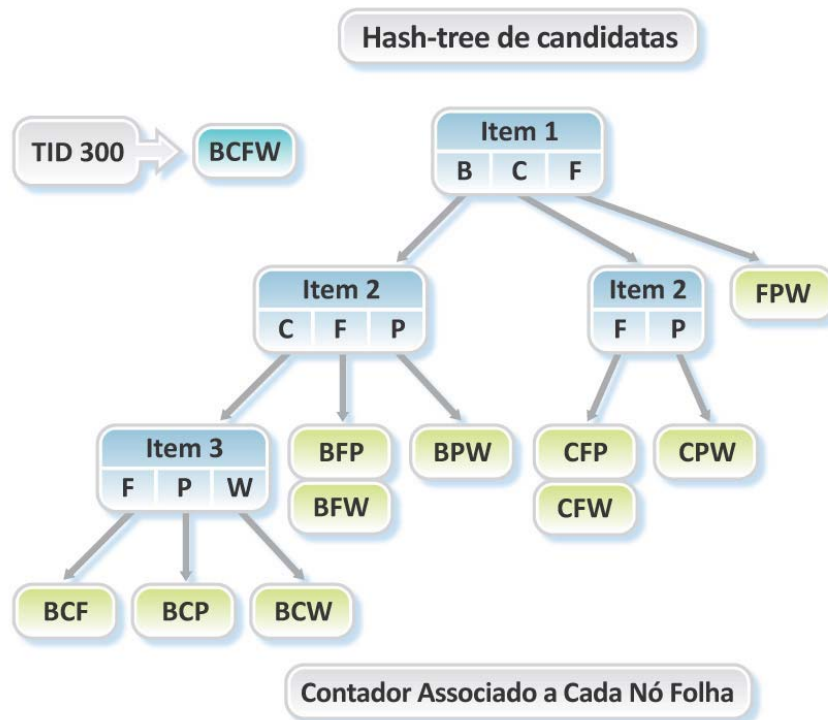 Hash-tree de candidatas
TID 300
BCFW
Item 1
B C F
Item 2
C F P
Item 2
F P
FPW
Item 3
F P W
BFP
BFW
BPW
CFP
CFW
CPW
BCF
BCP
BCW
Contador Associado a Cada Nó Folha